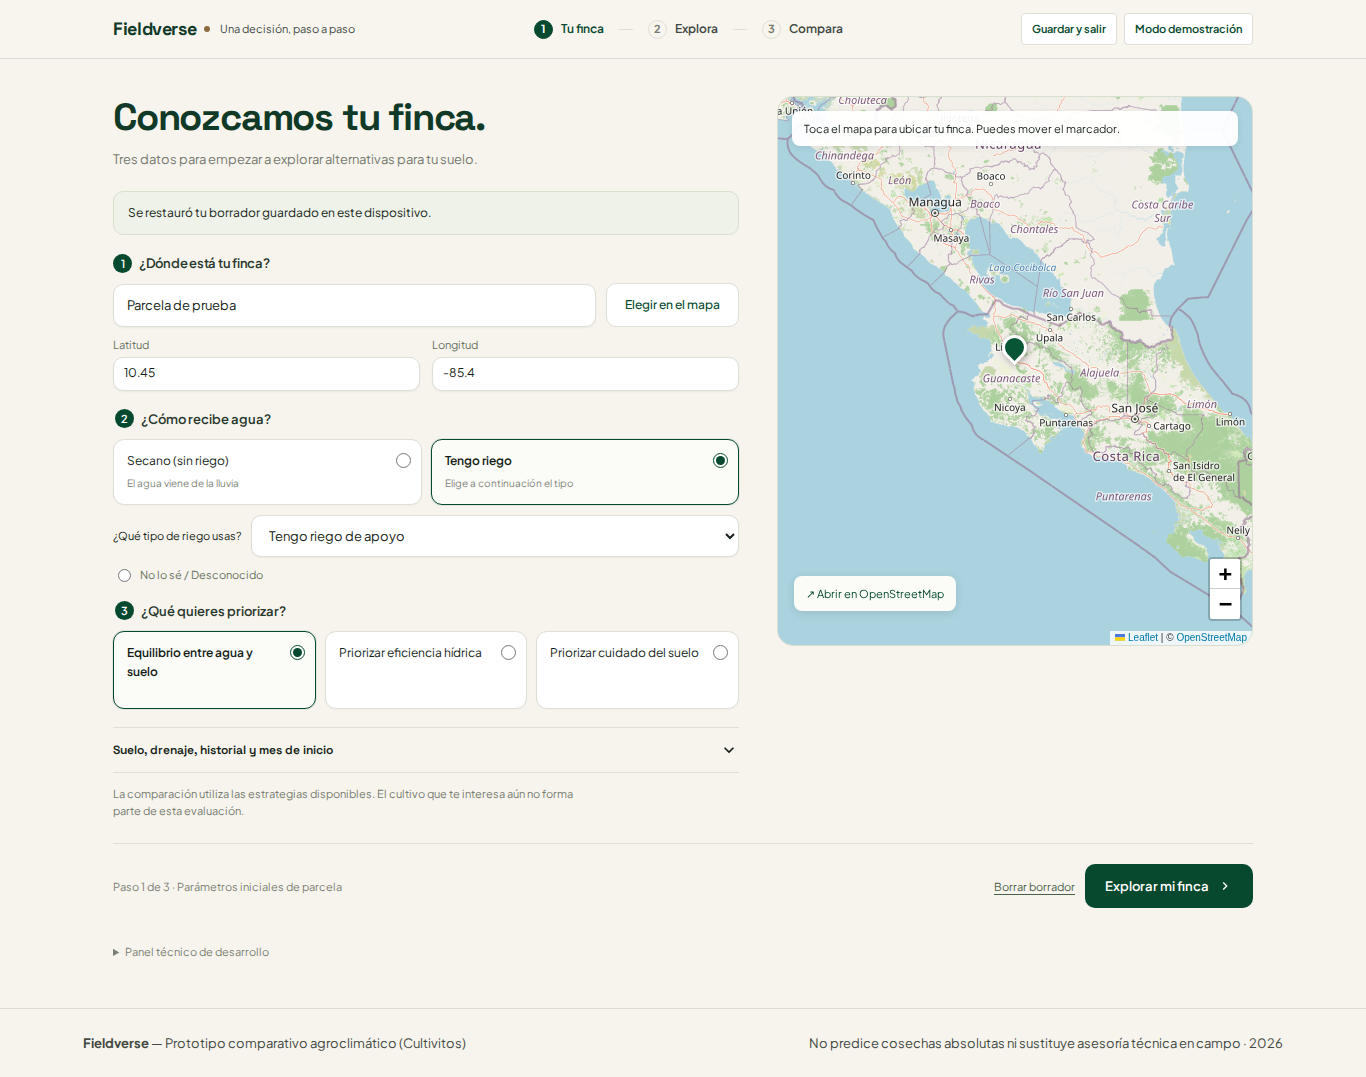 Fieldverse
Una decisión, paso a paso
1 Tu finca
2 Explora
3 Compara
Guardar y salir
Modo demostración
Conozcamos tu finca.
Tres datos para empezar a explorar alternativas para tu suelo.
Se restauró tu borrador guardado en este dispositivo.
1 ¿Dónde está tu finca?
Parcela de prueba
Elegir en el mapa
Latitud
Longitud
10.45
-85.4
2 ¿Cómo recibe agua?
Secano (sin riego)
El agua viene de la lluvia
Tengo riego
Elige a continuación el tipo
¿Qué tipo de riego usas?
Tengo riego de apoyo
No lo sé / Desconocido
3 ¿Qué quieres priorizar?
Equilibrio entre agua y
suelo
Priorizar eficiencia hídrica
Priorizar cuidado del suelo
Suelo, drenaje, historial y mes de inicio
La comparación utiliza las estrategias disponibles. El cultivo que te interesa aún no forma
parte de esta evaluación.
Choluteca
a Unión
Toca el mapa para ubicar tu finca. Puedes mover el marcador.
Nicaragua
Chinandega
Corinto
León
Boaco
Managua
Boaco
Costa Caribe
Sur
Masaya
Chontales
Lago Cocibolca
Rivas
Río San Juan
San Carlos
Upala
Li
Guanacaste
Alajuela
Nicoya
San José
Limón
Puntarenas
Cartago
Limón
Costa Rica
San Isidro
de El General
Puntarenas
Neily
+
−
↗ Abrir en OpenStreetMap
Leaflet | © OpenStreetMap
Paso 1 de 3 · Parámetros iniciales de parcela
Borrar borrador
Explorar mi finca
Panel técnico de desarrollo
Fieldverse — Prototipo comparativo agroclimático (Cultivitos)
No predice cosechas absolutas ni sustituye asesoría técnica en campo · 2026